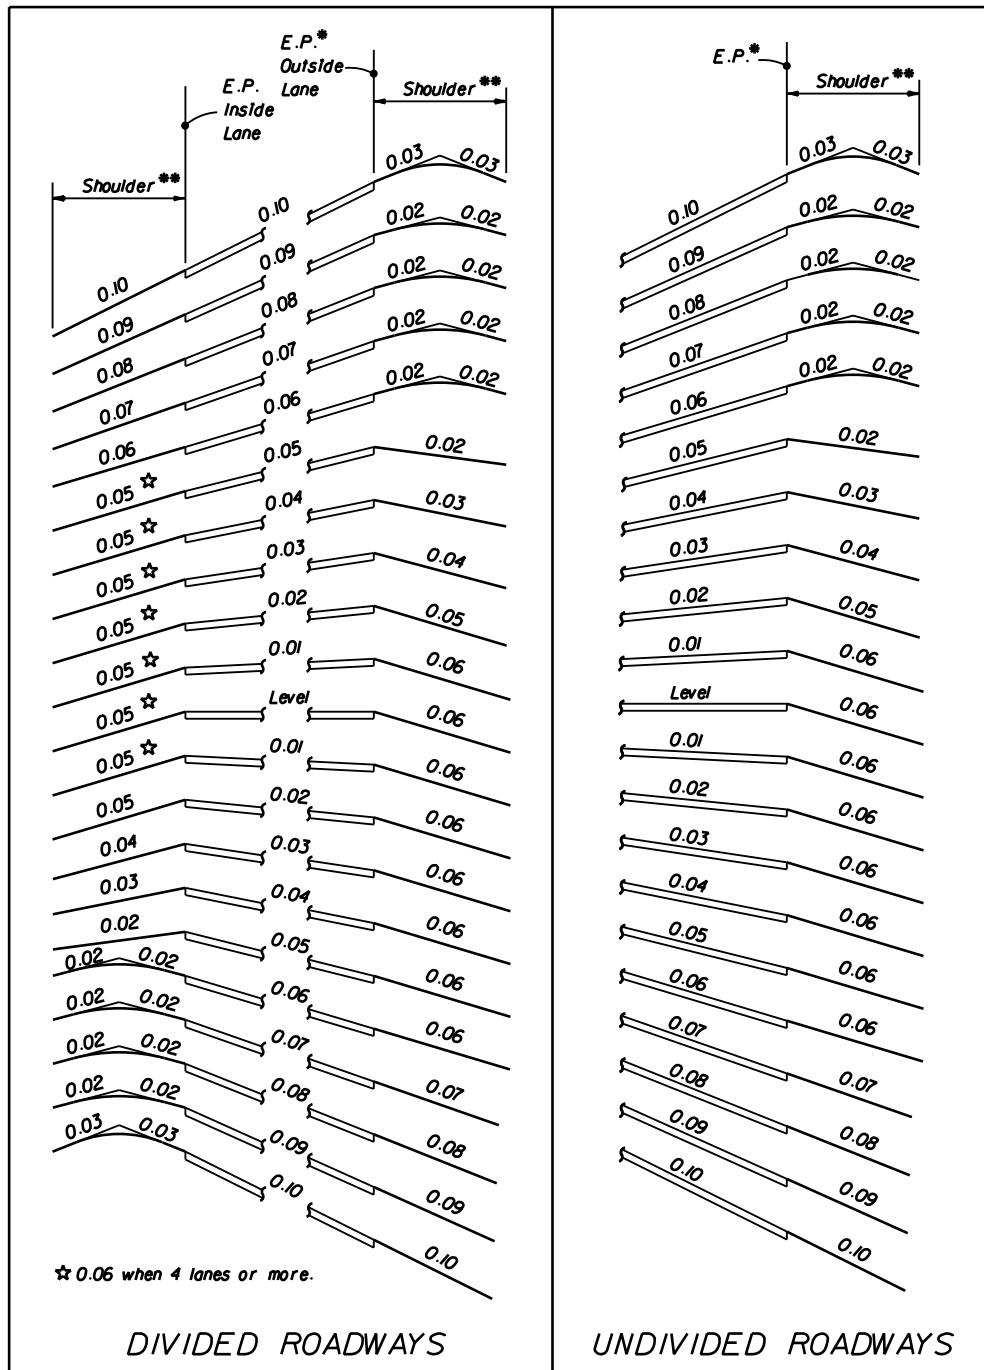 E.P.*
Outside
Lane
E.P.
Inside
Lane
Shoulder **
Shoulder **
0.10 0.10 0.03 0.03
0.09 0.09 0.02 0.02
0.08 0.08 0.02 0.02
0.07 0.07 0.02 0.02
0.06 0.06 0.02 0.02
0.05 ☆ 0.05 0.02
0.05 ☆ 0.04 0.03
0.05 ☆ 0.03 0.04
0.05 ☆ 0.02 0.05
0.05 ☆ 0.01 0.06
0.05 ☆ Level 0.06
0.05 ☆ 0.01 0.06
0.05 0.02 0.06
0.04 0.03 0.06
0.03 0.04 0.06
0.02 0.05 0.06
0.02 0.02 0.06 0.06
0.02 0.02 0.07 0.07
0.02 0.02 0.08 0.08
0.02 0.02 0.09 0.09
0.03 0.03 0.10 0.10
☆ 0.06 when 4 lanes or more.
DIVIDED ROADWAYS
E.P.*
Shoulder **
0.10 0.03 0.03
0.09 0.02 0.02
0.08 0.02 0.02
0.07 0.02 0.02
0.06 0.02 0.02
0.05 0.02
0.04 0.03
0.03 0.04
0.02 0.05
0.01 0.06
Level 0.06
0.01 0.06
0.02 0.06
0.03 0.06
0.04 0.06
0.05 0.06
0.06 0.06
0.07 0.07
0.08 0.08
0.09 0.09
0.10 0.10
UNDIVIDED ROADWAYS